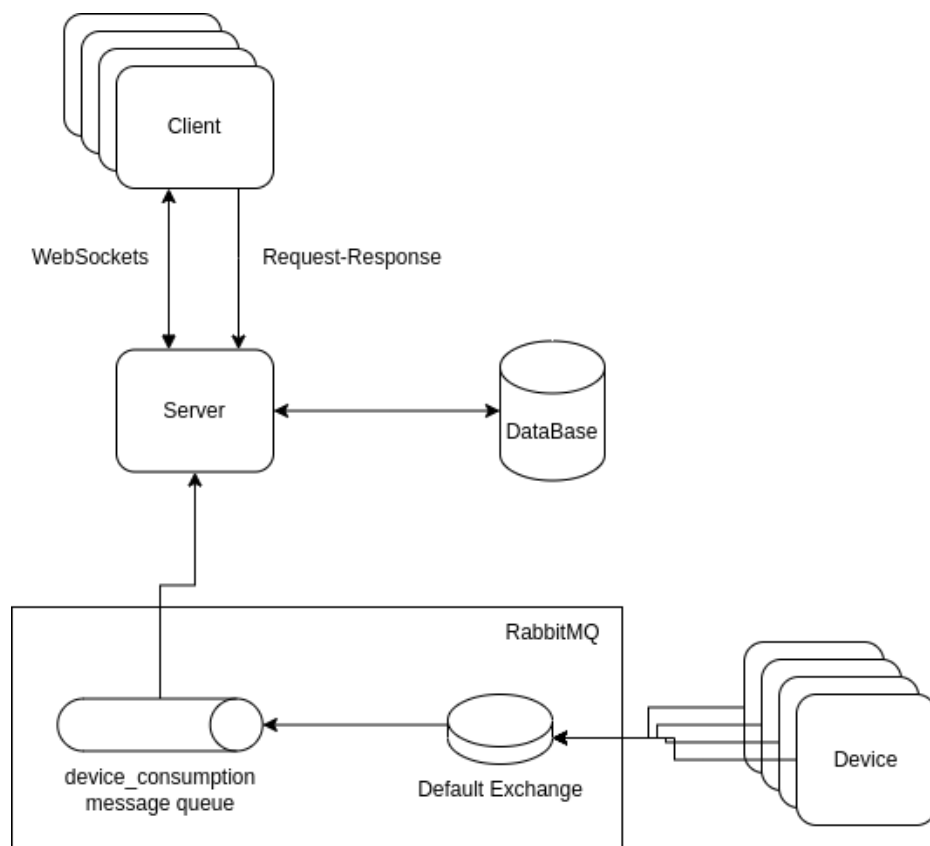 Client
WebSockets
Request-Response
Server
DataBase
RabbitMQ
device_consumption
message queue
Default Exchange
Device